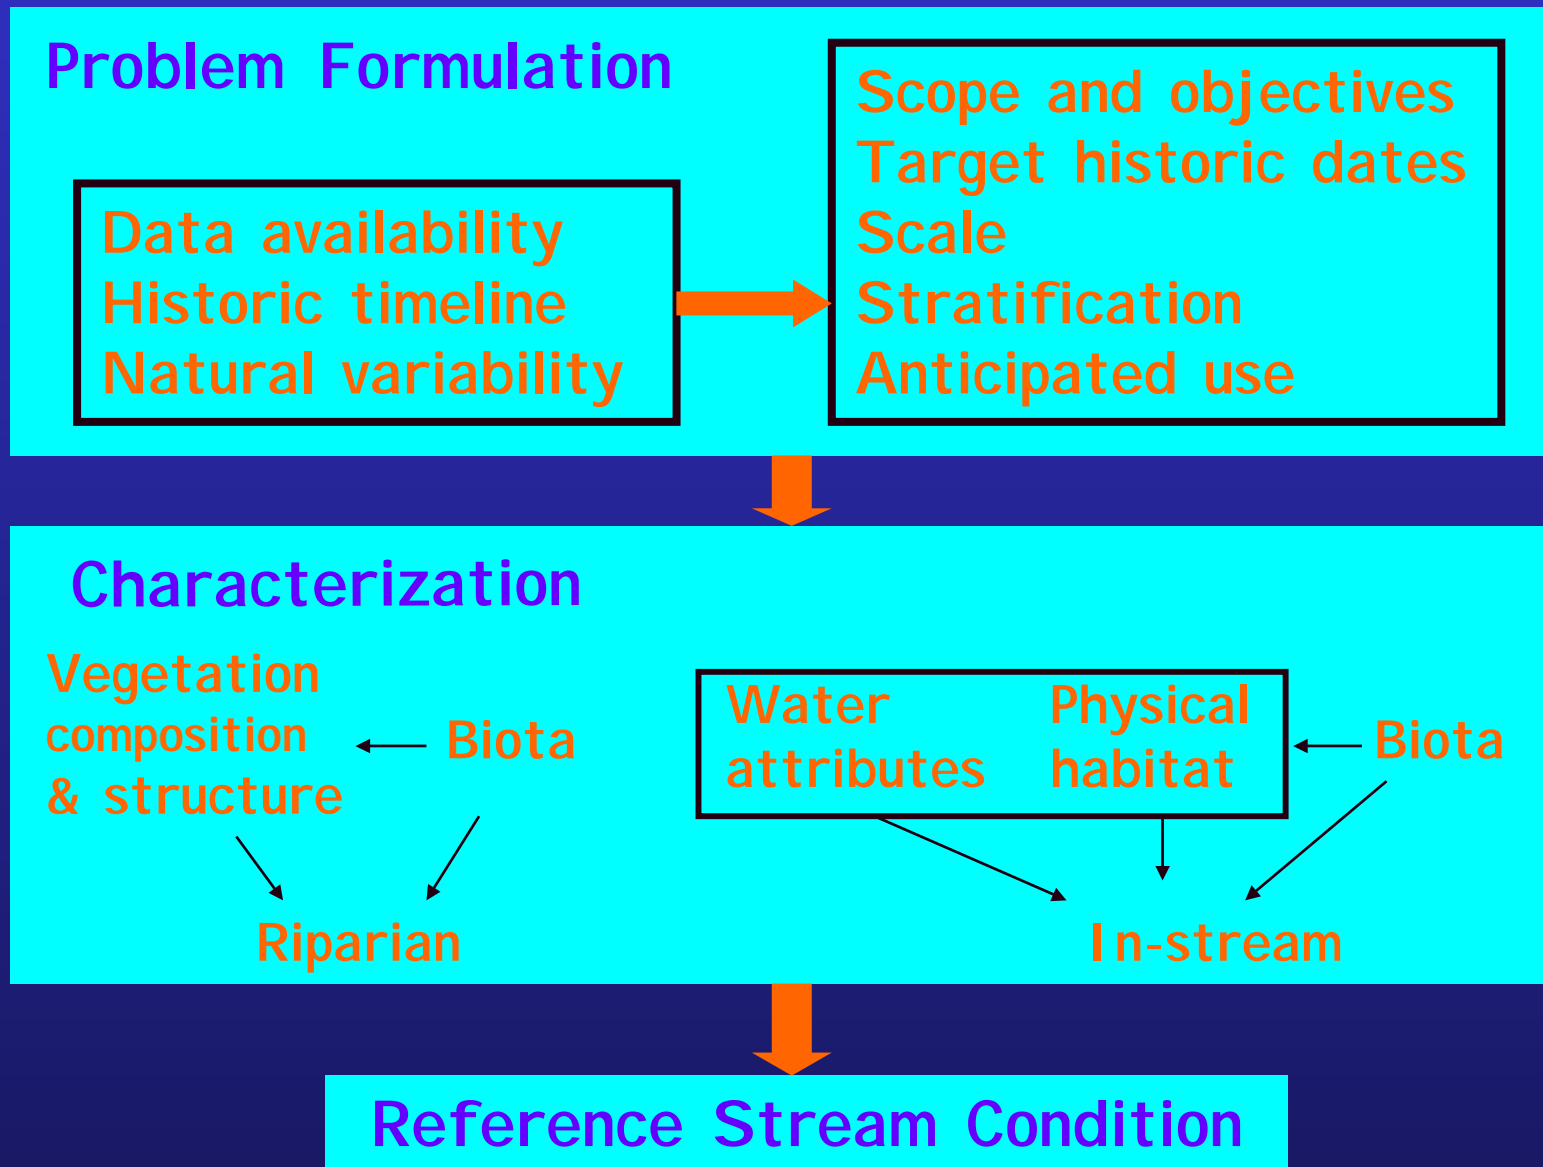 Problem Formulation
Data availability
Historic timeline
Natural variability
Scope and objectives
Target historic dates
Scale
Stratification
Anticipated use
Characterization
Vegetation
composition
& structure
Biota
Riparian
Water
attributes
Physical
habitat
Biota
In-stream
Reference Stream Condition